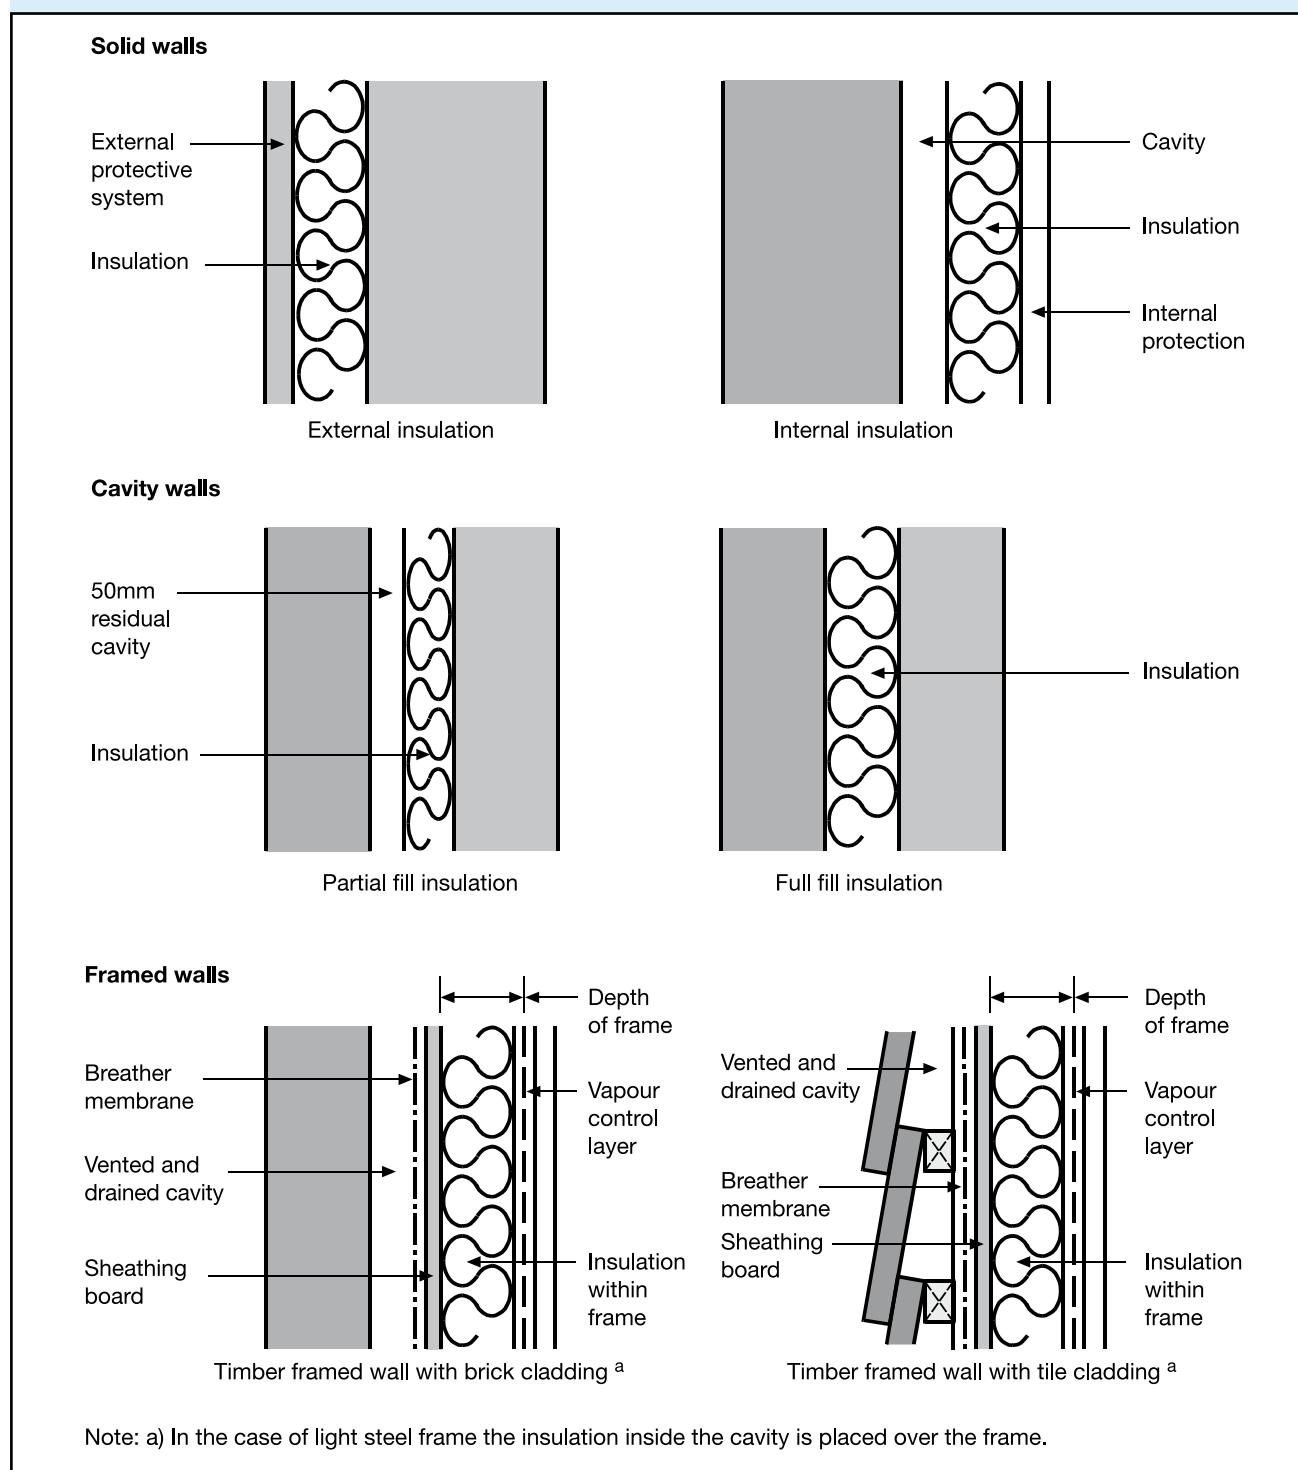 Solid walls
External
protective
system
Insulation
Cavity
Insulation
Internal
protection
External insulation
Internal insulation
Cavity walls
50mm
residual
cavity
Insulation
Insulation
Partial fill insulation
Full fill insulation
Framed walls
Depth
of frame
Breather
membrane
Vapour
control
layer
Vented and
drained cavity
Sheathing
board
Insulation
within
frame
Timber framed wall with brick cladding a
Depth
of frame
Vented and
drained cavity
Vapour
control
layer
Breather
membrane
Sheathing
board
Insulation
within
frame
Timber framed wall with tile cladding a
Note: a) In the case of light steel frame the insulation inside the cavity is placed over the frame.